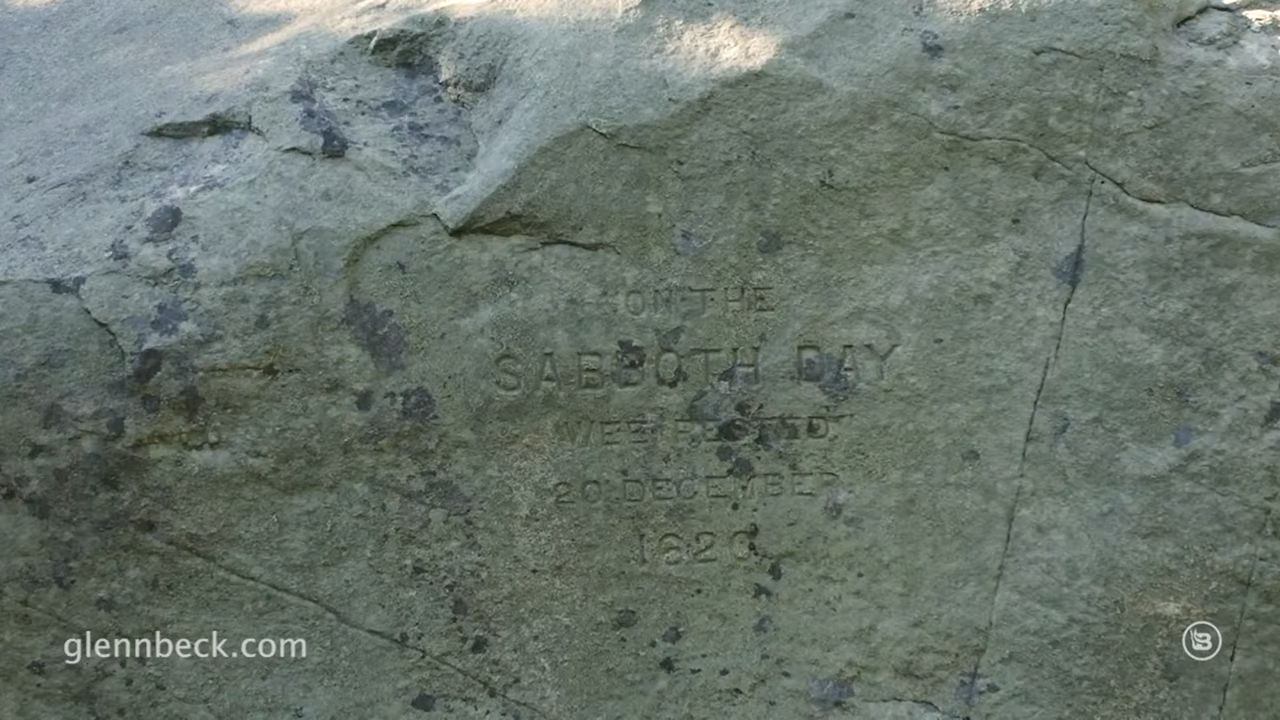 ON THE
SABBOTH DAY
WEE RESTED.
20 DECEMBER
1620
glennbeck.com